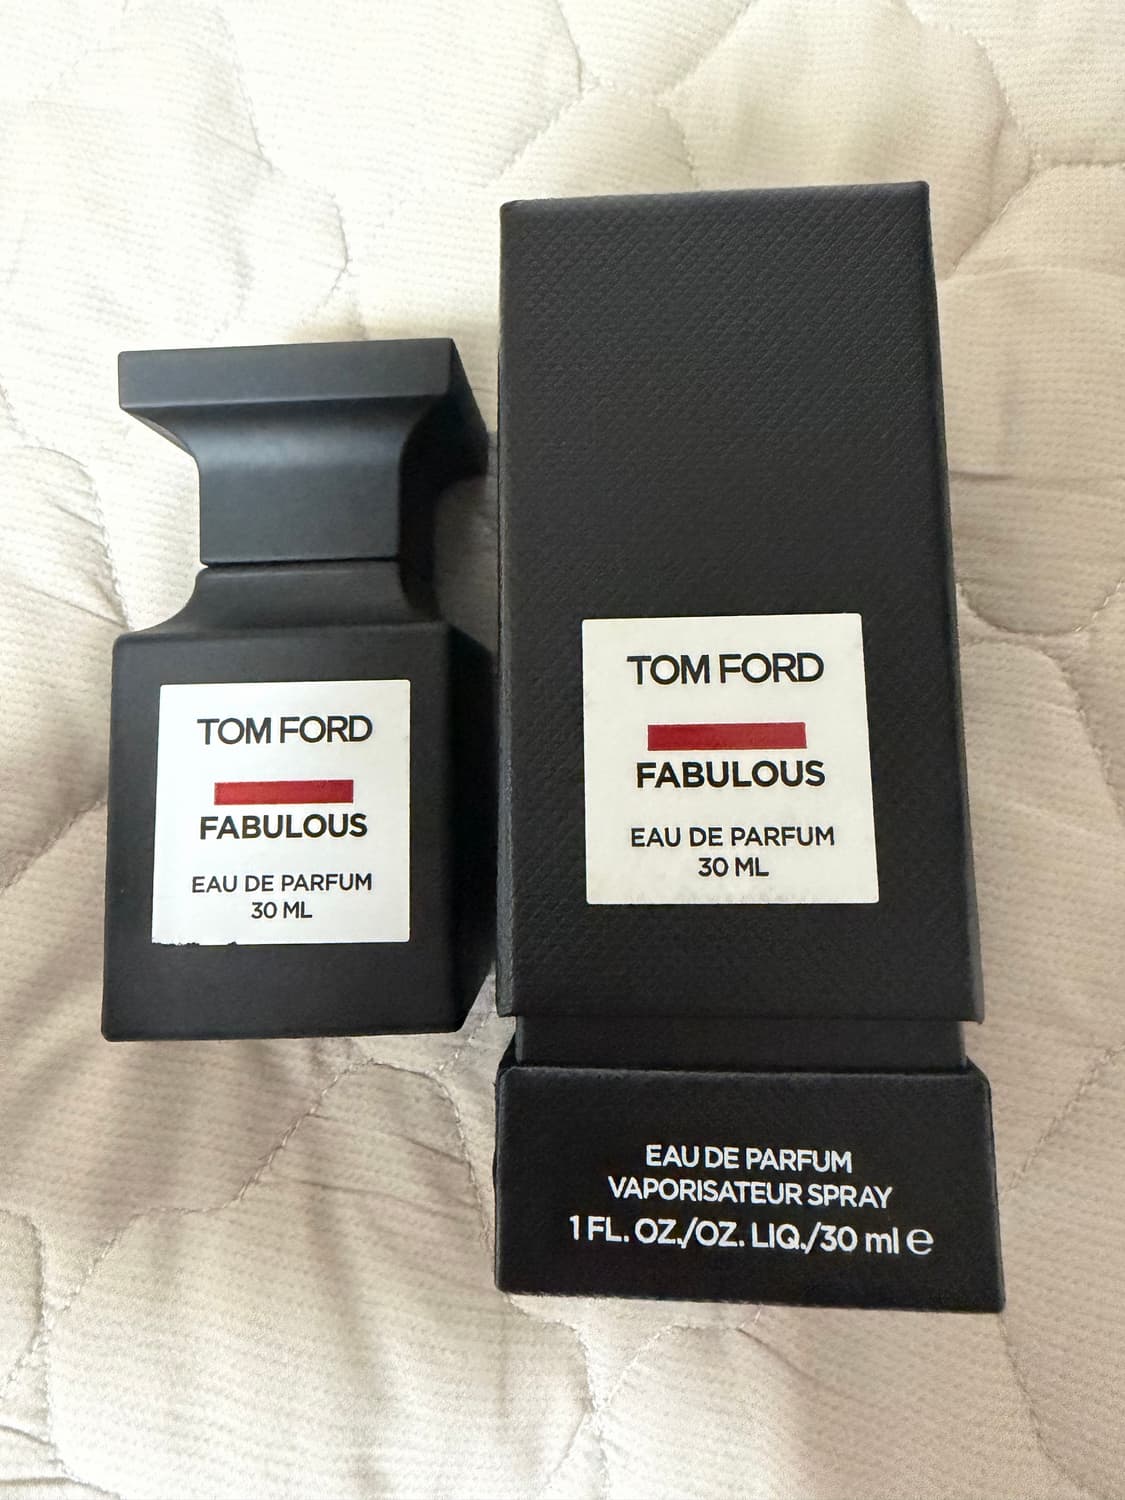 TOM FORD
FABULOUS
EAU DE PARFUM
30 ML
TOM FORD
FABULOUS
EAU DE PARFUM
30 ML
EAU DE PARFUM
VAPORISATEUR SPRAY
1 FL. OZ./OZ. LIQ./30 ml ℮